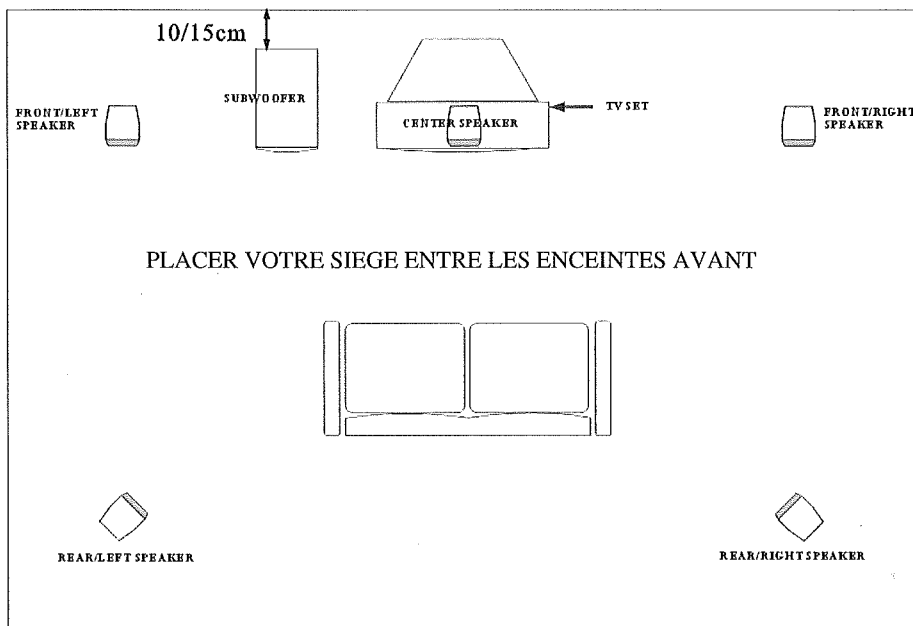 10/15cm
SUBWOOFER
FRONT/LEFT
SPEAKER
CENTER SPEAKER
TV SET
FRONT/RIGHT
SPEAKER
PLACER VOTRE SIEGE ENTRE LES ENCEINTES AVANT
REAR/LEFT SPEAKER
REAR/RIGHT SPEAKER